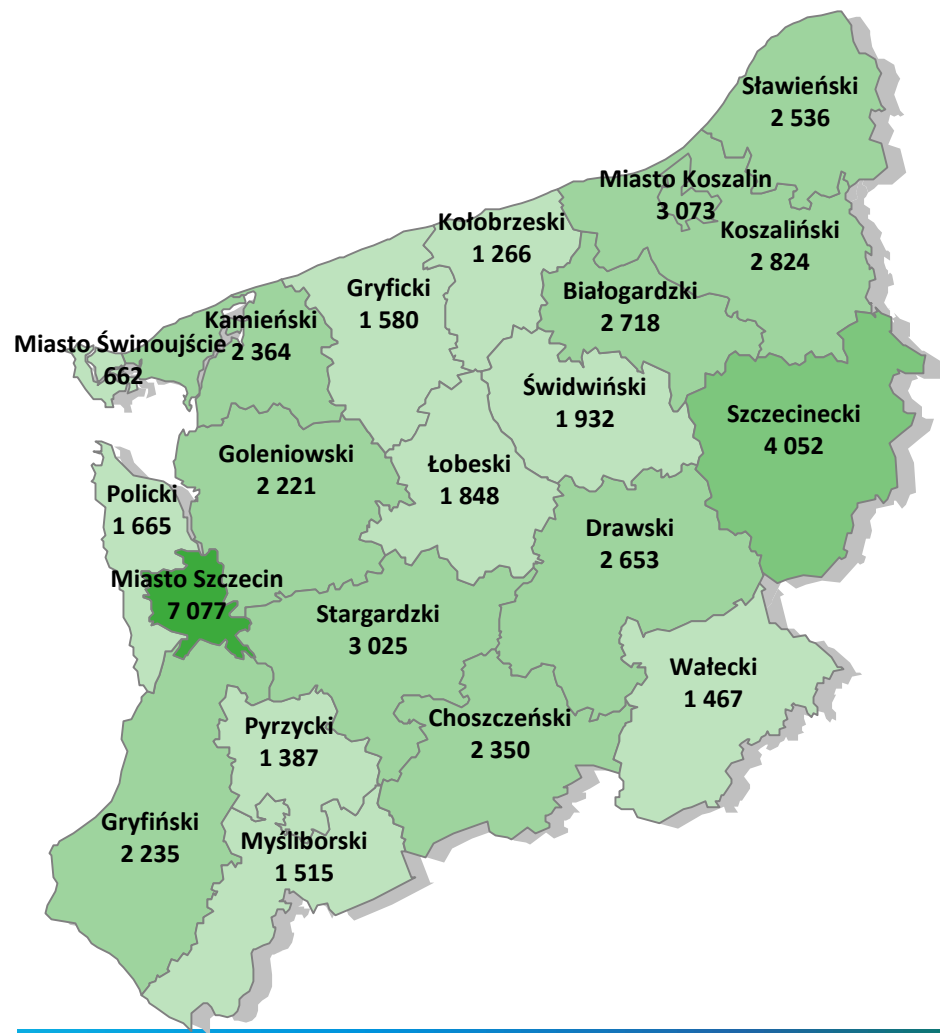 Sławieński
2 536
Miasto Koszalin
3 073
Koszaliński
2 824
Kołobrzeski
1 266
Gryficki
1 580
Białogardzki
2 718
Kamieński
2 364
Miasto Świnoujście
662
Świdwiński
1 932
Szczecinecki
4 052
Goleniowski
2 221
Łobeski
1 848
Policki
1 665
Drawski
2 653
Miasto Szczecin
7 077
Stargardzki
3 025
Wałecki
1 467
Choszczeński
2 350
Pyrzycki
1 387
Gryfiński
2 235
Myśliborski
1 515